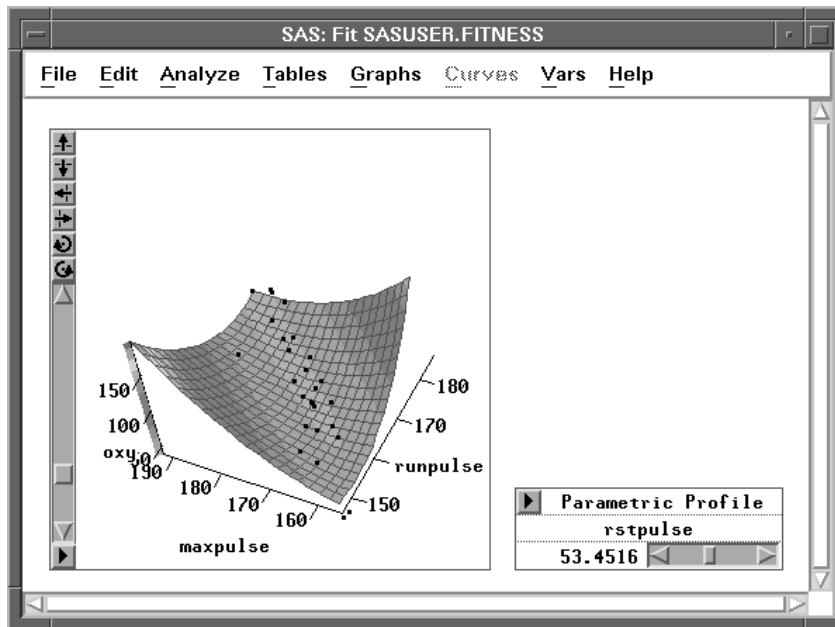 SAS: Fit SASUSER.FITNESS
File Edit Analyze Tables Graphs Curves Vars Help
150
100
50
oxy
190
180
170
160
maxpulse
180
170
runpulse
150
Parametric Profile
rstpulse
53.4516